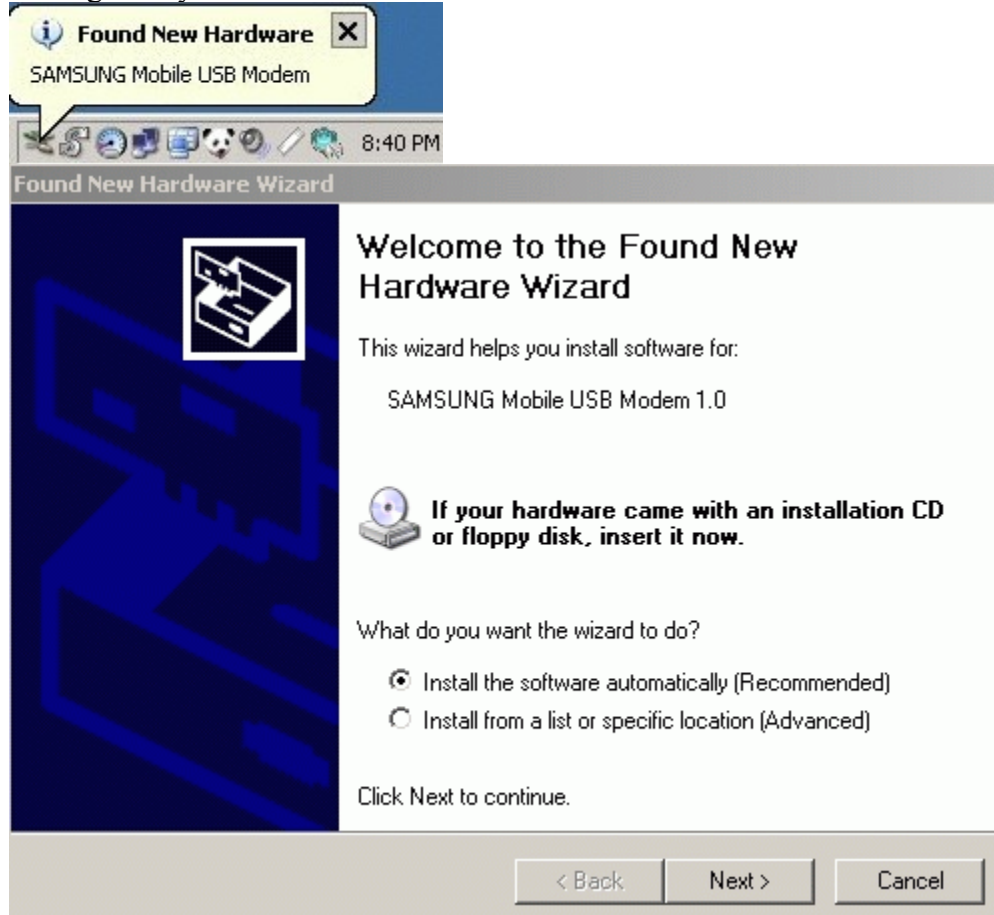 Found New Hardware
SAMSUNG Mobile USB Modem
8:40 PM
Found New Hardware Wizard
Welcome to the Found New
Hardware Wizard
This wizard helps you install software for:
SAMSUNG Mobile USB Modem 1.0
If your hardware came with an installation CD
or floppy disk, insert it now.
What do you want the wizard to do?
Install the software automatically (Recommended)
Install from a list or specific location (Advanced)
Click Next to continue.
< Back Next > Cancel